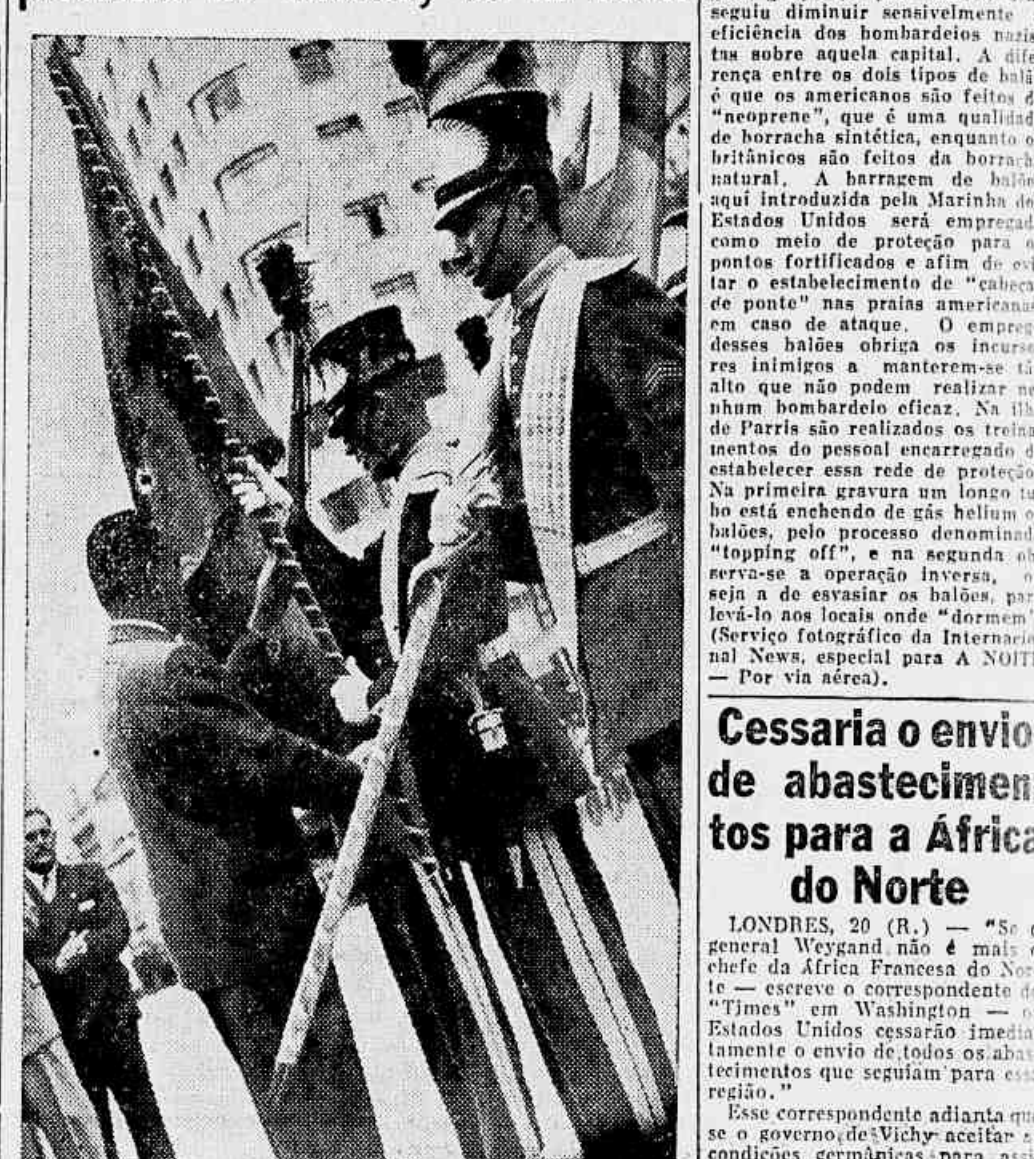 seguiu diminuir sensivelmente
eficiência dos bombardeios nazis-
tas sobre aquela capital. A dife
rença entre os dois tipos de balã
é que os americanos são feitos d
"neoprene", que é uma qualidad
de borracha sintética, enquanto o
britânicos são feitos da borrach
natural. A barragem de balõe
aquí introduzida pela Marinha do
Estados Unidos será empregad
como meio de proteção para o
pontos fortificados e afim de evi
tar o estabelecimento de "cabeça
de ponte" nas praias americanas
em caso de ataque. O empreg
desses balões obriga os incurso
res inimigos a manterem-se tã
alto que não podem realizar ne
nhum bombardeio eficaz. Na ilh
de Parris são realizados os treina
mentos do pessoal encarregado d
estabelecer essa rede de proteção
Na primeira gravura um longo tu
bo está enchendo de gás helium o
balões, pelo processo denominad
"topping off", e na segunda ob
serva-se a operação inversa, o
seja a de esvasiar os balões, par
levá-lo aos locais onde "dormem"
(Serviço fotográfico da Internacio
nal News, especial para A NOITE
— Por via aérea).
Cessaria o envio
de abastecimen
tos para a África
do Norte
LONDRES, 20 (R.) — "Se o
general Weygand não é mais o
chefe da África Francesa do Nor
te — escreve o correspondente do
"Times" em Washington — os
Estados Unidos cessarão imedia
tamente o envio de todos os abas
tecimentos que seguiam para essa
região."
Esse correspondente adianta que
se o governo de Vichy aceitar
condições germânicas para